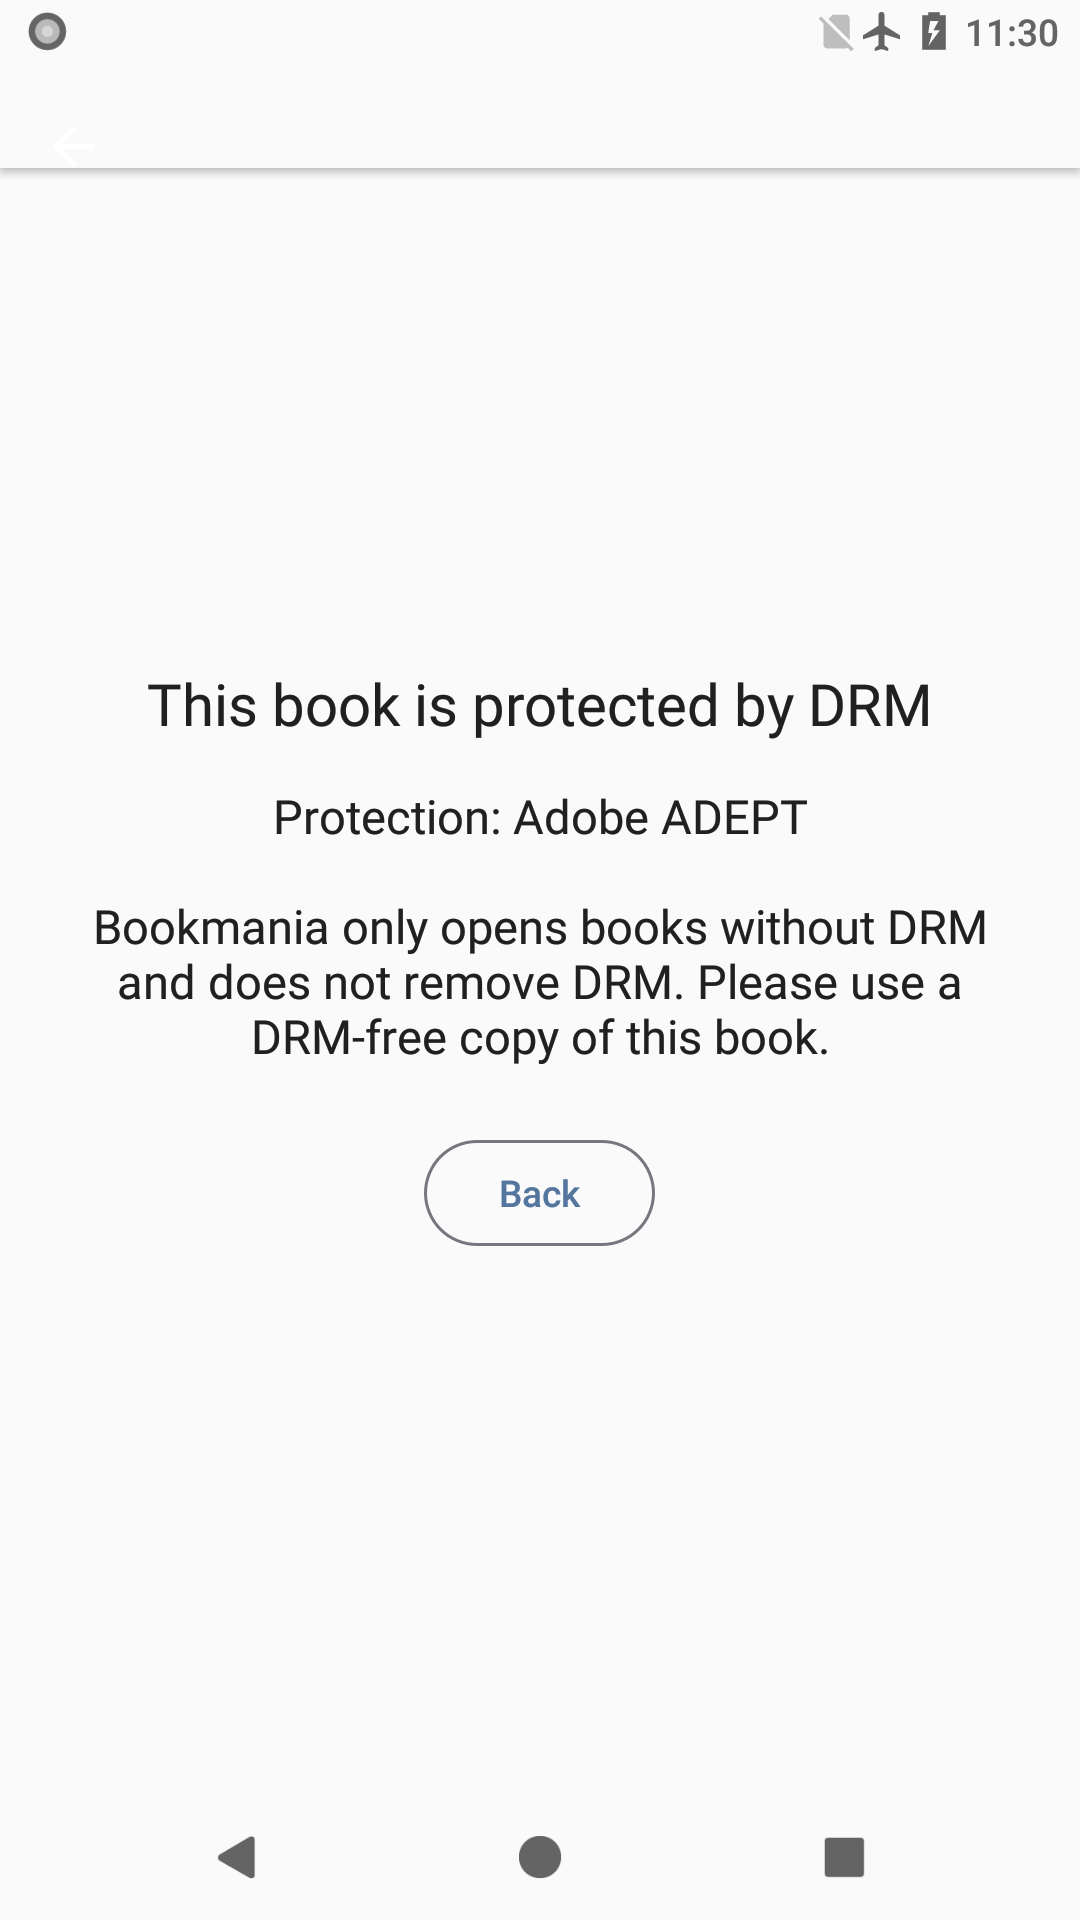 11:30
This book is protected by DRM
Protection: Adobe ADEPT
Bookmania only opens books without DRM
and does not remove DRM. Please use a
DRM-free copy of this book.
Back